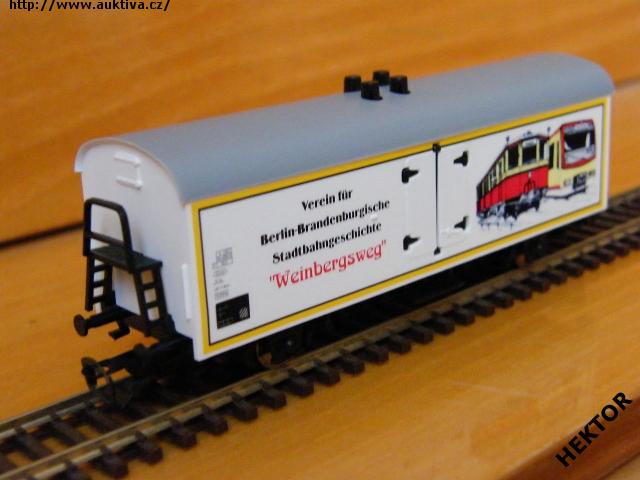 http://www.auktiva.cz/
Verein für
Berlin-Brandenburgische
Stadtbahngeschichte
"Weinbergsweg"
HEKTOR